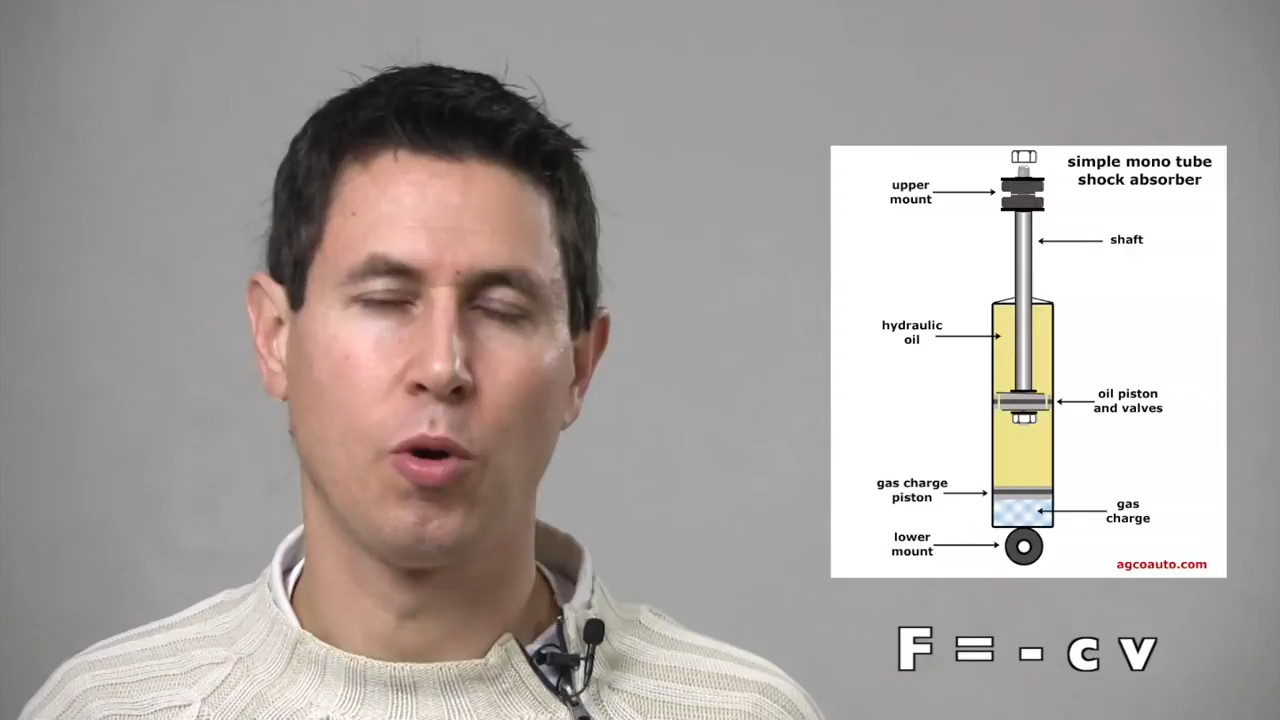 simple mono tube
shock absorber
upper
mount
shaft
hydraulic
oil
oil piston
and valves
gas charge
piston
gas
charge
lower
mount
agcoauto.com
F = - c v